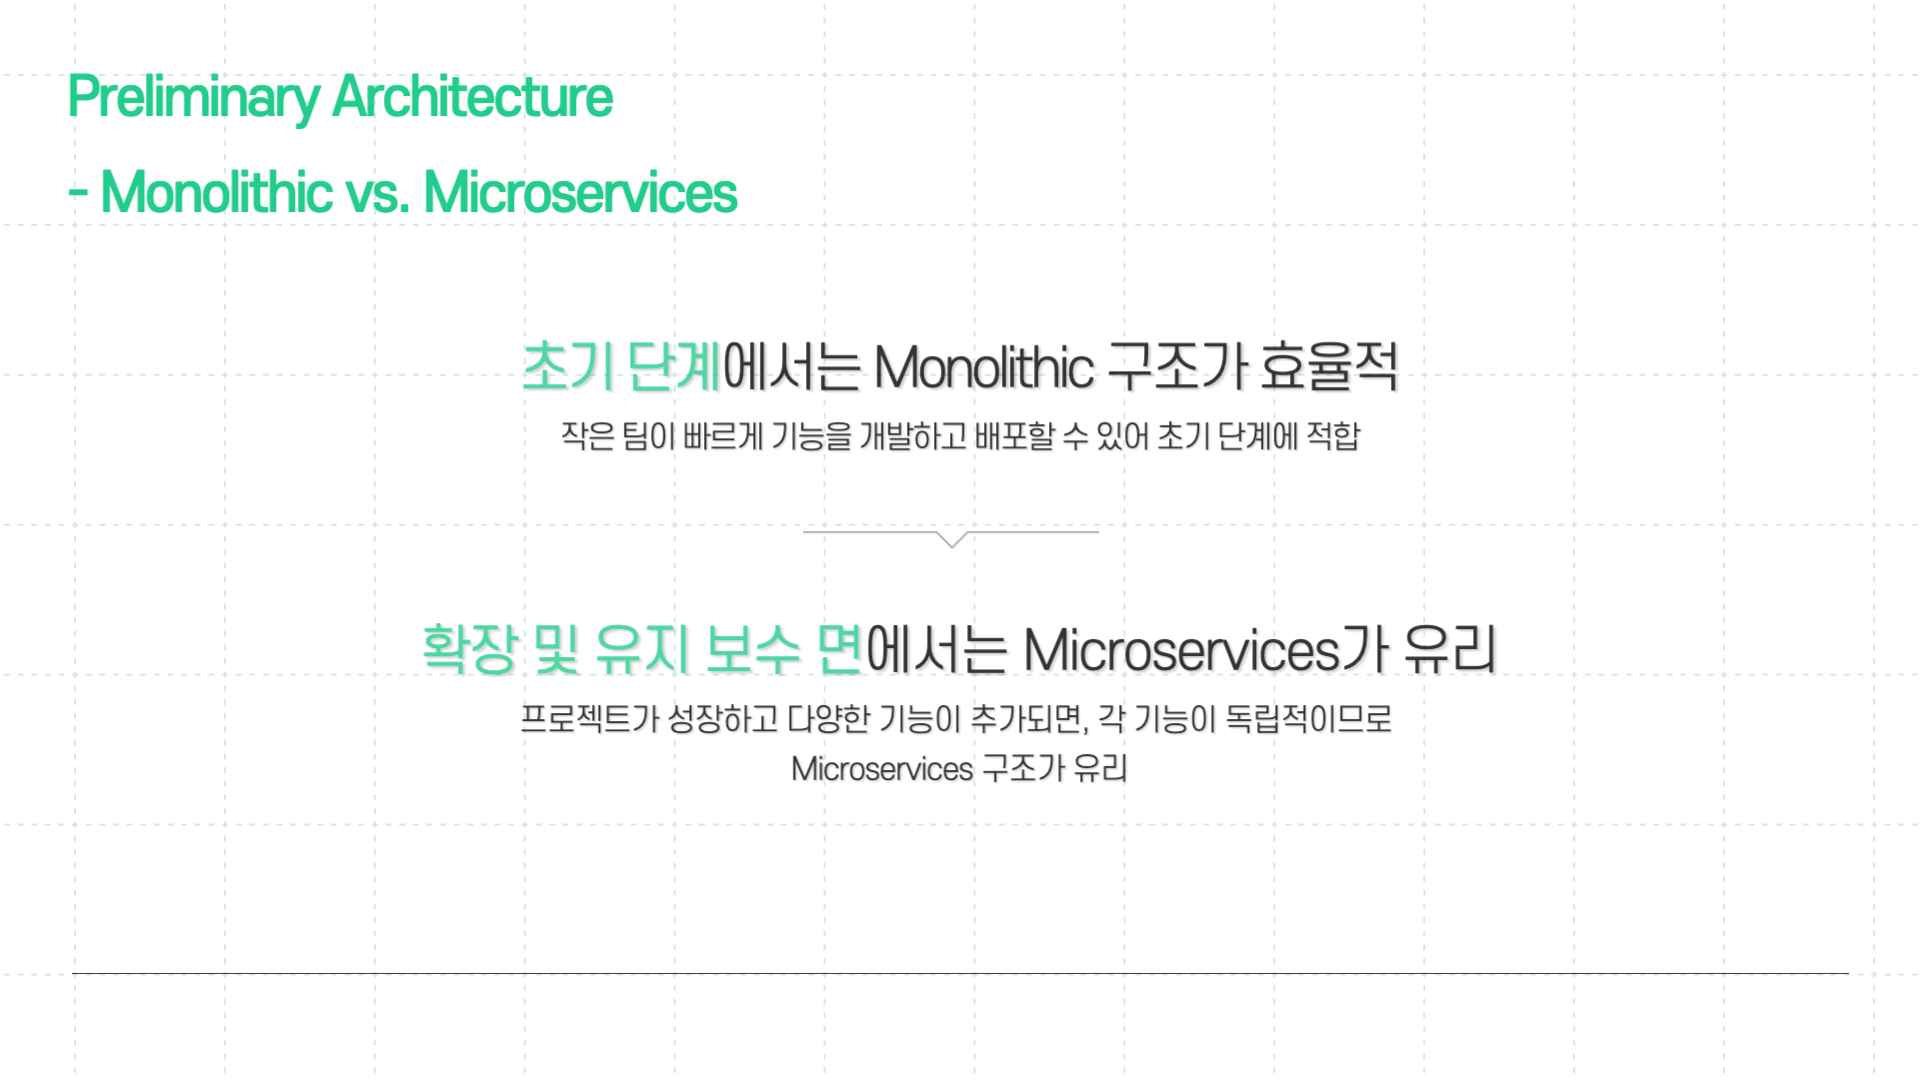 Preliminary Architecture
- Monolithic vs. Microservices
초기 단계에서는 Monolithic 구조가 효율적
작은 팀이 빠르게 기능을 개발하고 배포할 수 있어 초기 단계에 적합
확장 및 유지 보수 면에서는 Microservices가 유리
프로젝트가 성장하고 다양한 기능이 추가되면, 각 기능이 독립적이므로
Microservices 구조가 유리